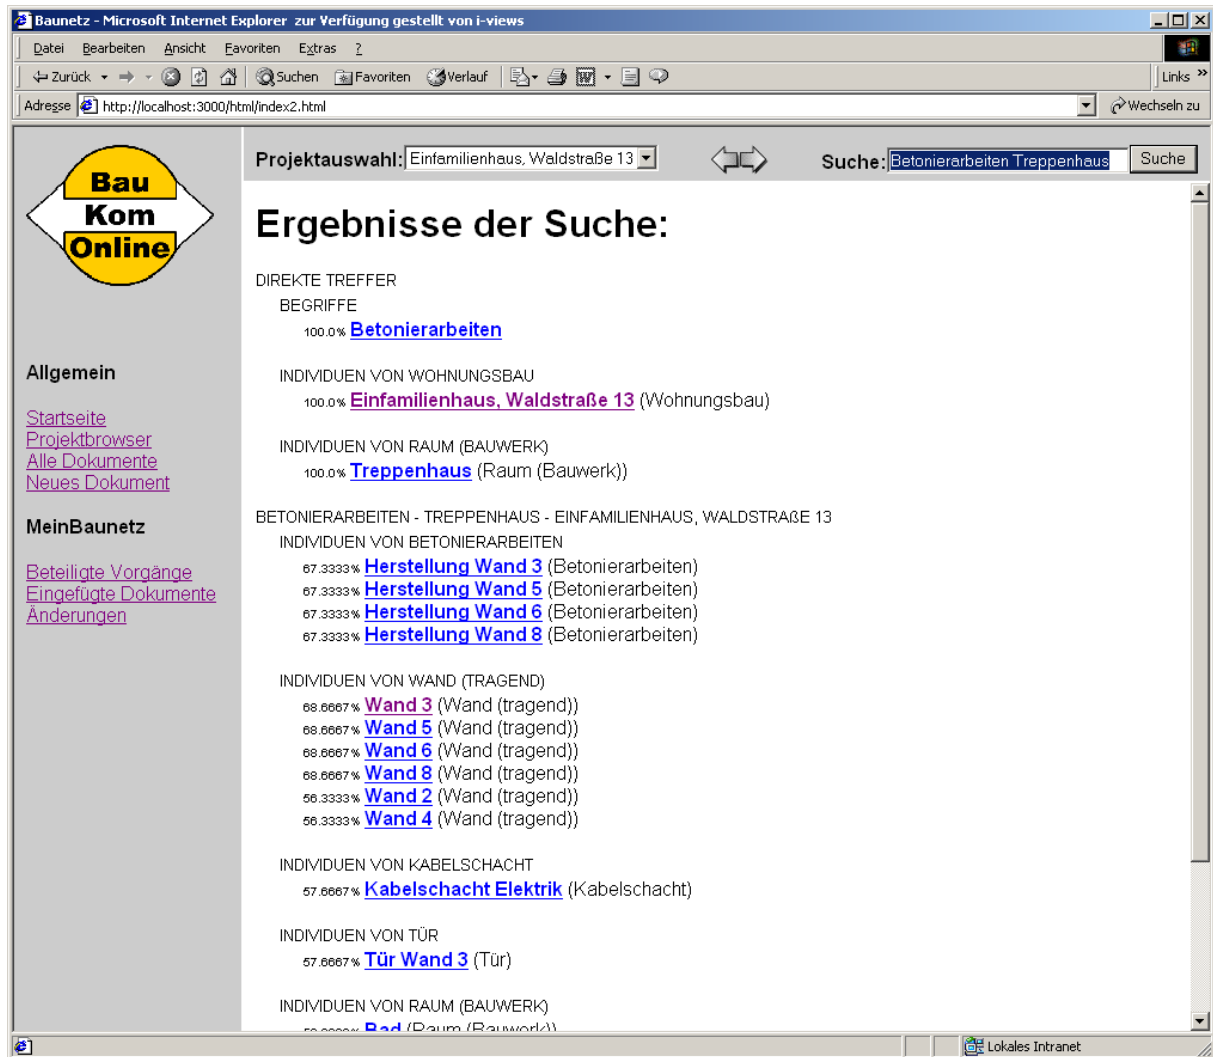 Baunetz - Microsoft Internet Explorer zur Verfügung gestellt von i-views
Datei Bearbeiten Ansicht Favoriten Extras ?
Zurück Suchen Favoriten Verlauf Links »
Adresse http://localhost:3000/html/index2.html Wechseln zu
Bau
Kom
Online
Projektauswahl: Einfamilienhaus, Waldstraße 13 Suche: Betonierarbeiten Treppenhaus Suche
Allgemein
Startseite
Projektbrowser
Alle Dokumente
Neues Dokument
MeinBaunetz
Beteiligte Vorgänge
Eingefügte Dokumente
Änderungen
Ergebnisse der Suche:
DIREKTE TREFFER
BEGRIFFE
100.0% Betonierarbeiten
INDIVIDUEN VON WOHNUNGSBAU
100.0% Einfamilienhaus, Waldstraße 13 (Wohnungsbau)
INDIVIDUEN VON RAUM (BAUWERK)
100.0% Treppenhaus (Raum (Bauwerk))
BETONIERARBEITEN - TREPPENHAUS - EINFAMILIENHAUS, WALDSTRAßE 13
INDIVIDUEN VON BETONIERARBEITEN
67.3333% Herstellung Wand 3 (Betonierarbeiten)
67.3333% Herstellung Wand 5 (Betonierarbeiten)
67.3333% Herstellung Wand 6 (Betonierarbeiten)
67.3333% Herstellung Wand 8 (Betonierarbeiten)
INDIVIDUEN VON WAND (TRAGEND)
68.6667% Wand 3 (Wand (tragend))
68.6667% Wand 5 (Wand (tragend))
68.6667% Wand 6 (Wand (tragend))
68.6667% Wand 8 (Wand (tragend))
56.3333% Wand 2 (Wand (tragend))
56.3333% Wand 4 (Wand (tragend))
INDIVIDUEN VON KABELSCHACHT
57.6667% Kabelschacht Elektrik (Kabelschacht)
INDIVIDUEN VON TÜR
57.6667% Tür Wand 3 (Tür)
INDIVIDUEN VON RAUM (BAUWERK)
Bad (Raum (Bauwerk))
Lokales Intranet